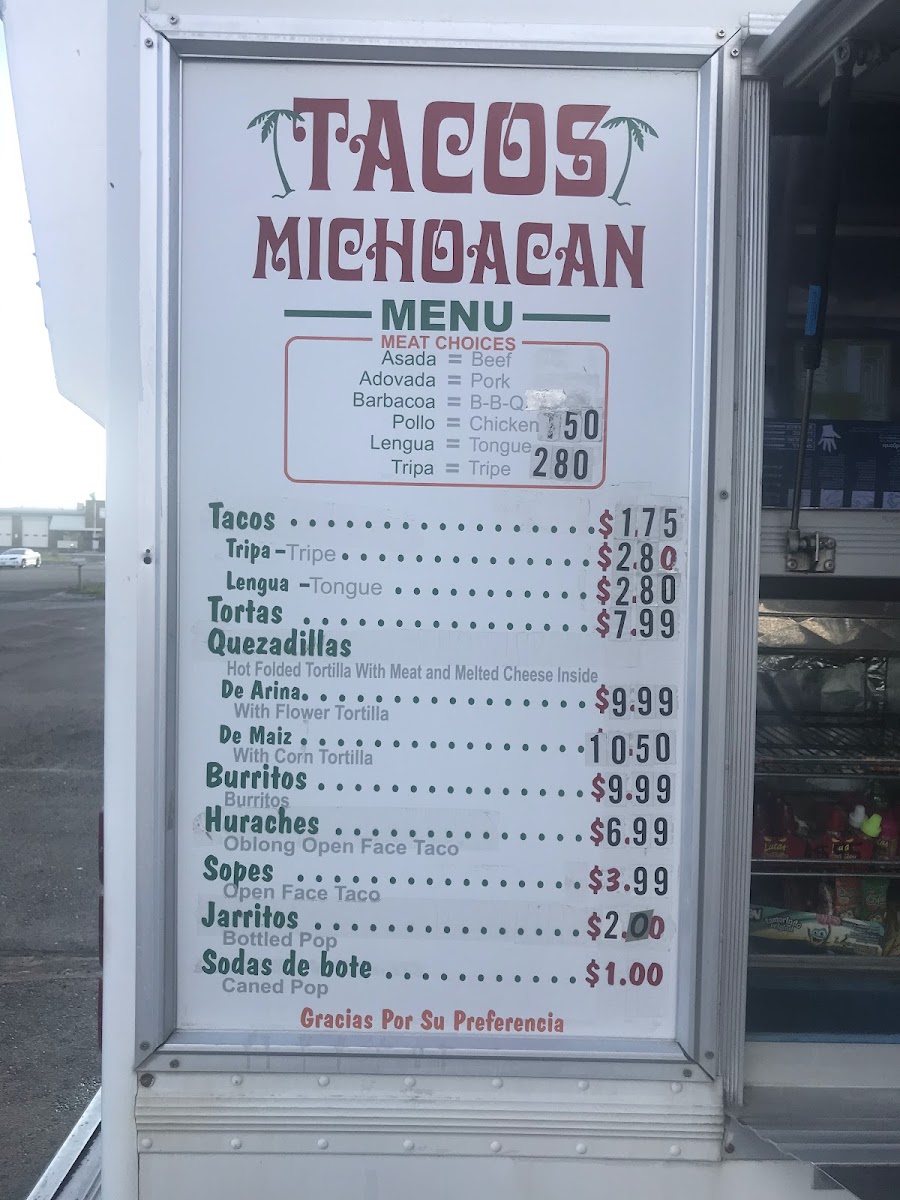 TACOS
MICHOACAN
MENU
MEAT CHOICES
Asada = Beef
Adovada = Pork
Barbacoa = B-B-Q
Pollo = Chicken 50
Lengua = Tongue
Tripa = Tripe 280
Tacos $1.75
Tripa-Tripe $2.80
Lengua -Tongue $2.80
Tortas $7.99
Quezadillas
Hot Folded Tortilla With Meat and Melted Cheese Inside
De Arina $9.99
With Flower Tortilla
De Maiz 10.50
With Corn Tortilla
Burritos $9.99
Burritos
Huraches $6.99
Oblong Open Face Taco
Sopes $3.99
Open Face Taco
Jarritos $2.00
Bottled Pop
Sodas de bote $1.00
Caned Pop
Gracias Por Su Preferencia